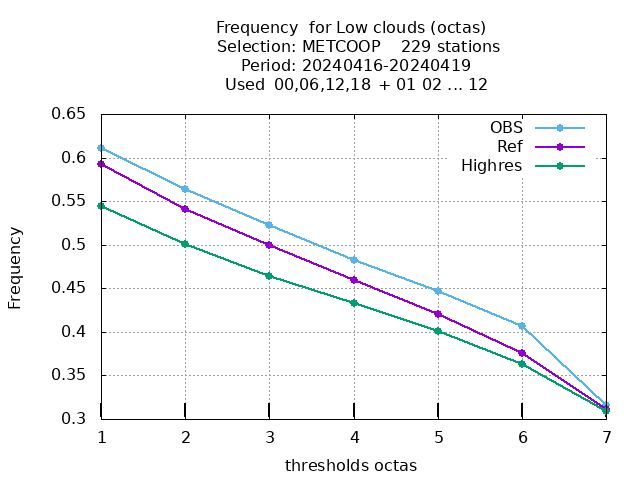 Frequency  for Low clouds (octas)
Selection: METCOOP    229 stations
Period: 20240416-20240419
Used  00,06,12,18 + 01 02 ... 12
0.65
0.6
0.55
0.5
0.45
0.4
0.35
0.3
Frequency
OBS
Ref
Highres
1 2 3 4 5 6 7
thresholds octas